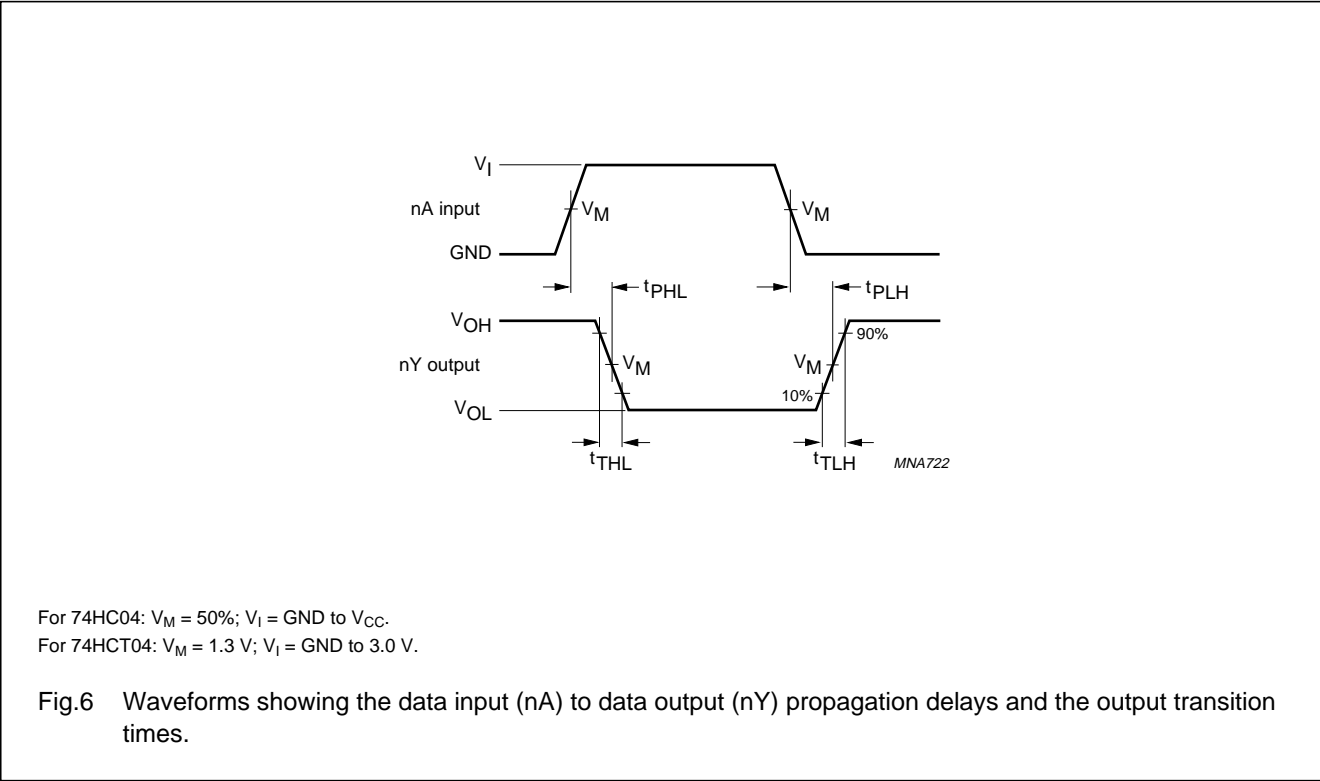 VI
nA input
VM
VM
GND
tPHL
tPLH
VOH
90%
nY output
VM
VM
10%
VOL
tTHL
tTLH
MNA722
For 74HC04: VM = 50%; VI = GND to VCC.
For 74HCT04: VM = 1.3 V; VI = GND to 3.0 V.
Fig.6 Waveforms showing the data input (nA) to data output (nY) propagation delays and the output transition
times.